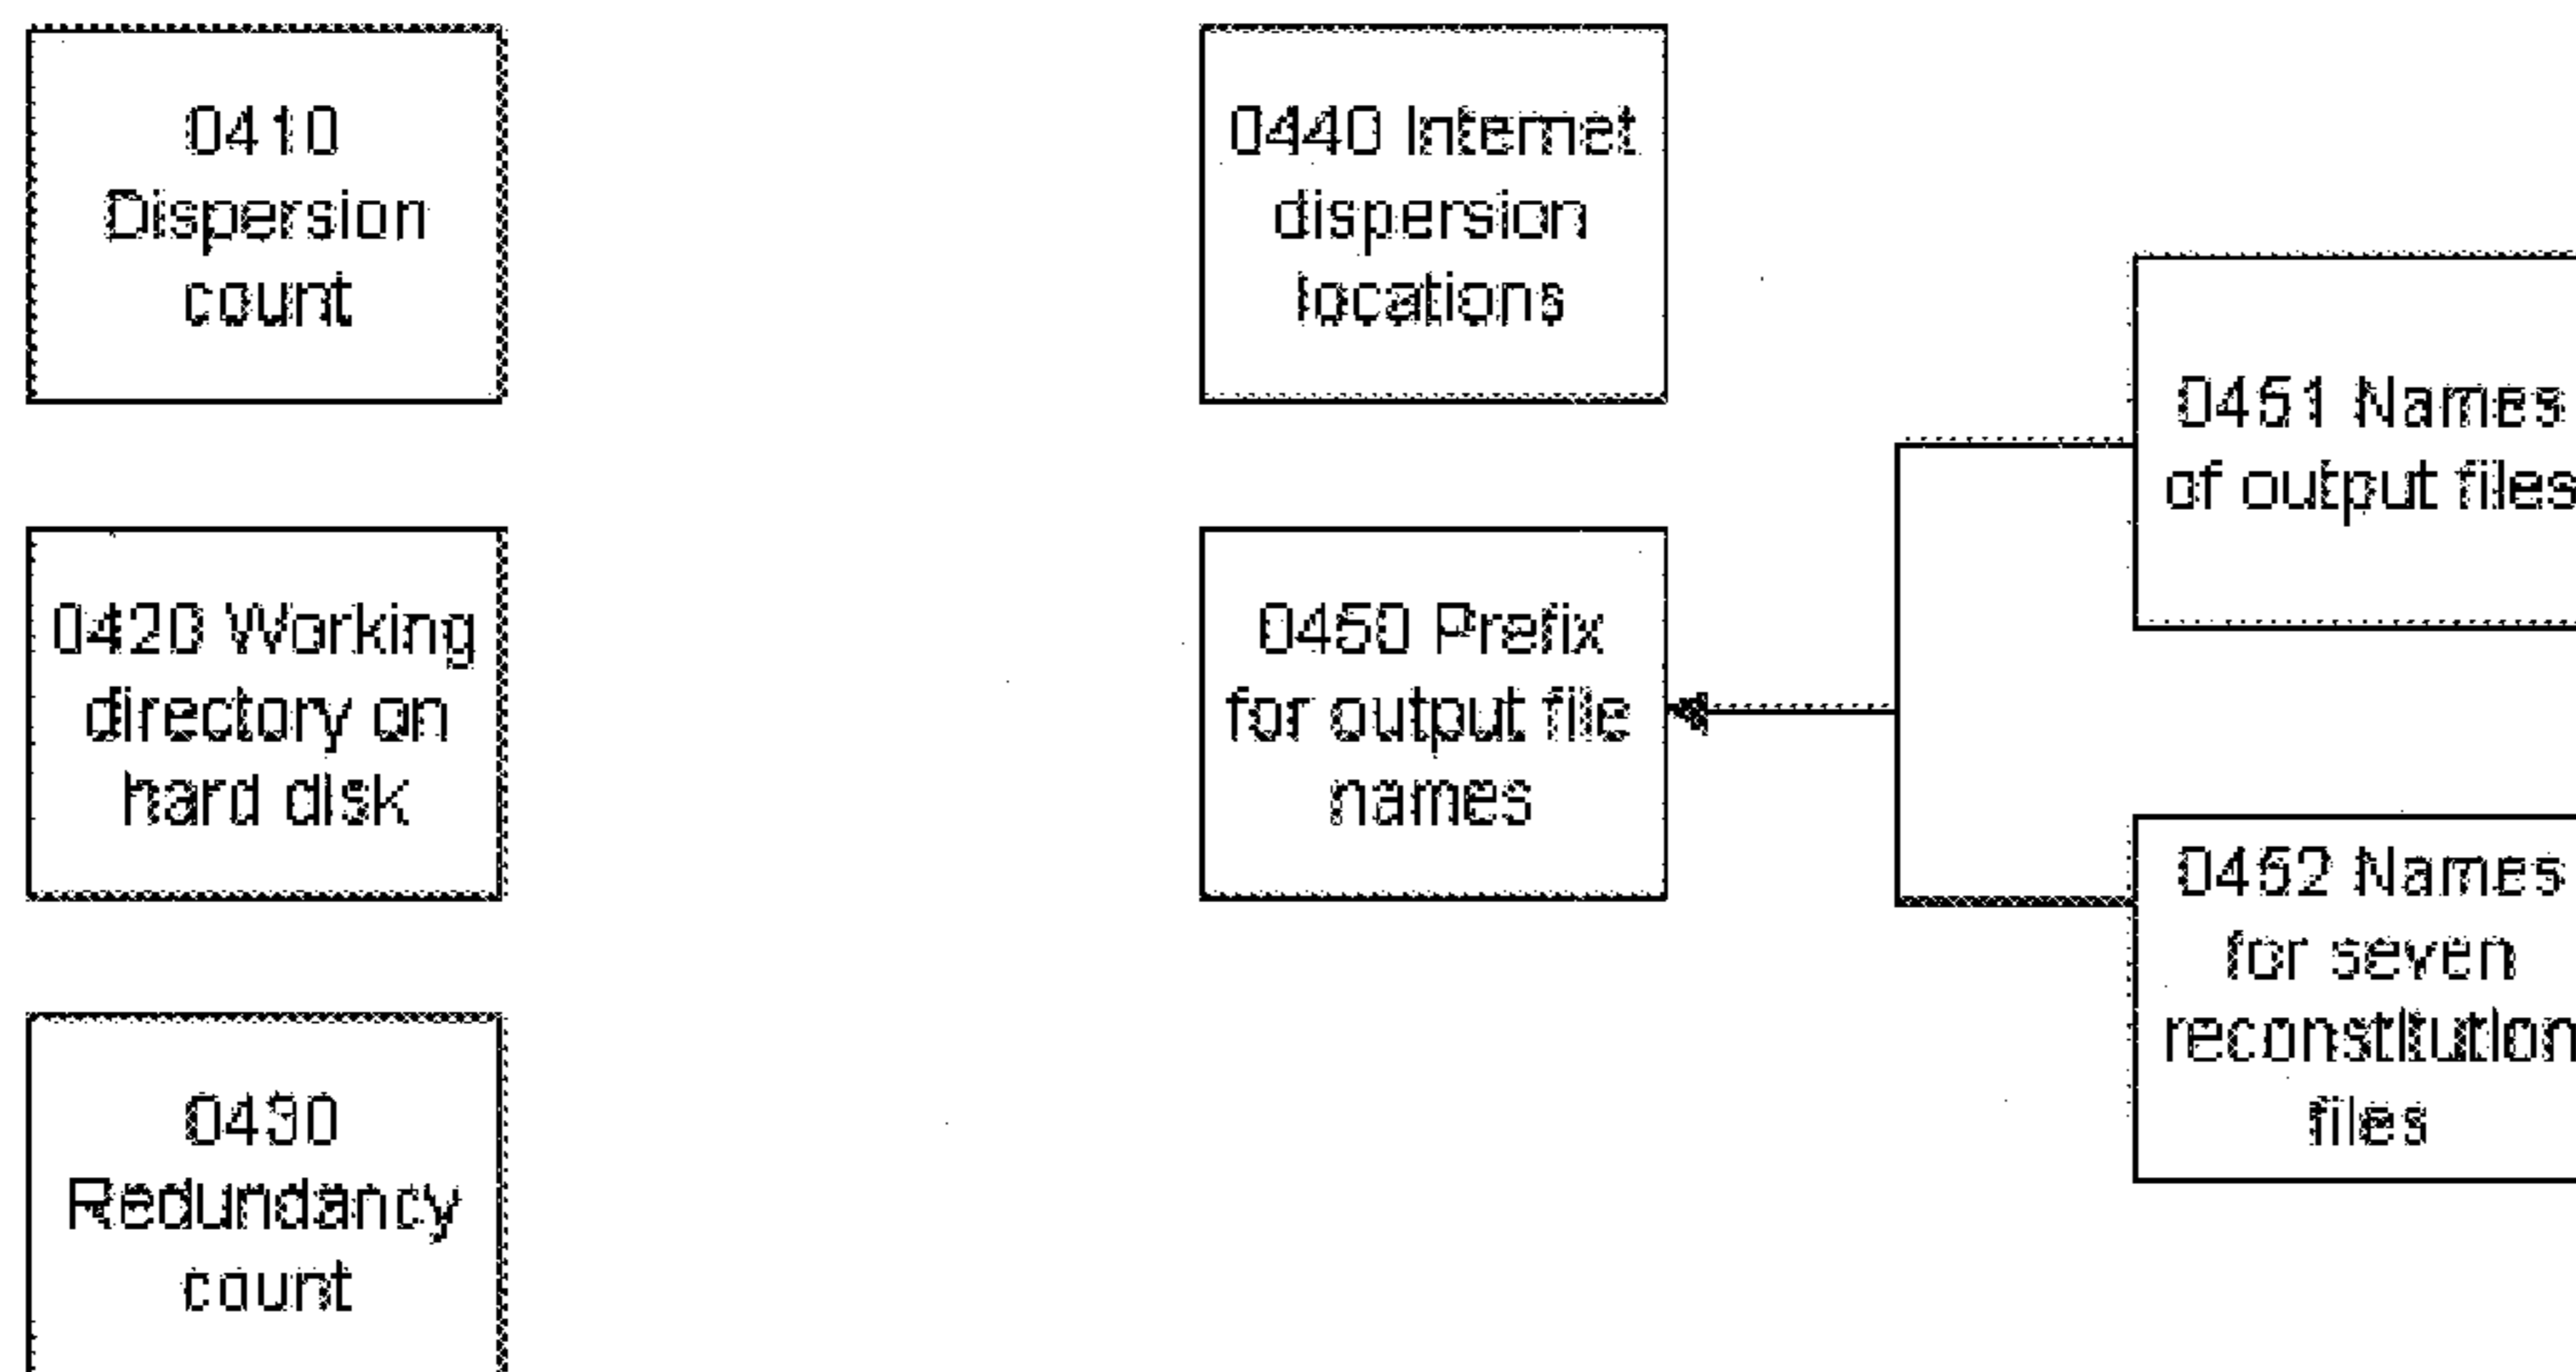 0410
Dispersion
count
0420 Working
directory on
hard disk
0430
Redundancy
count
0440 Internet
dispersion
locations
0450 Prefix
for output file
names
0451 Names
of output files
0452 Names
for seven
reconstitution
files